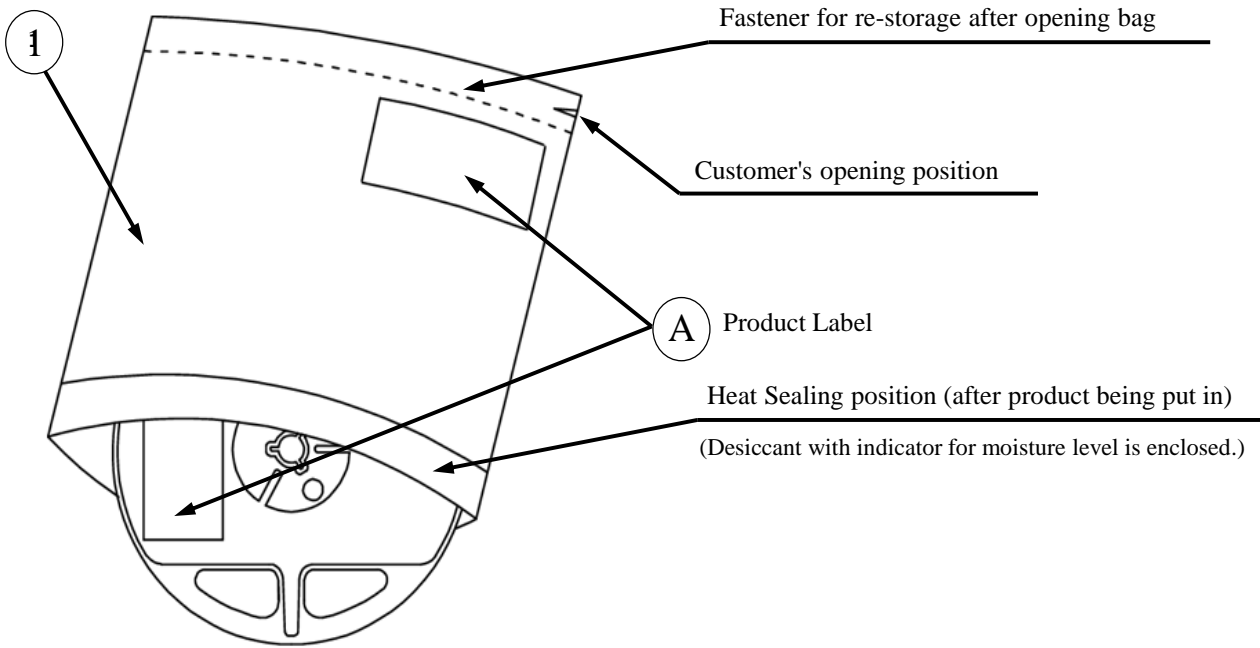 1
Fastener for re-storage after opening bag
Customer's opening position
A
Product Label
Heat Sealing position (after product being put in)
(Desiccant with indicator for moisture level is enclosed.)